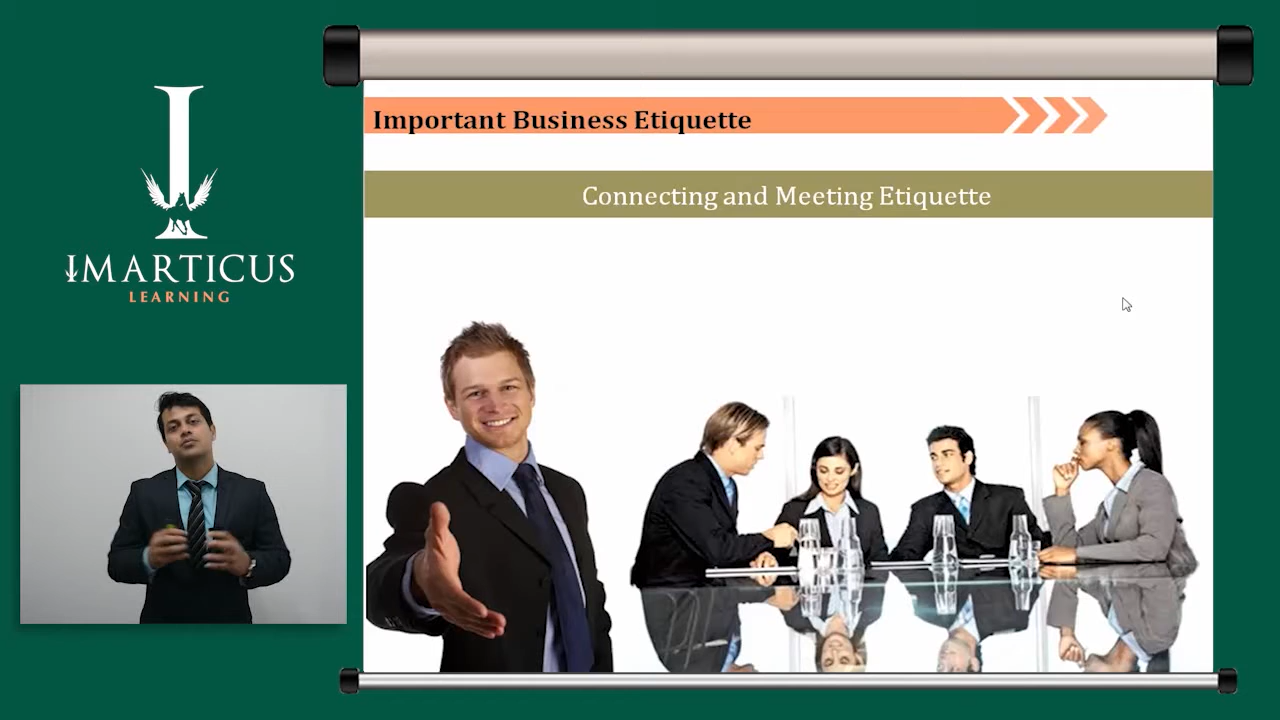 IMARTICUS
LEARNING
Important Business Etiquette
Connecting and Meeting Etiquette